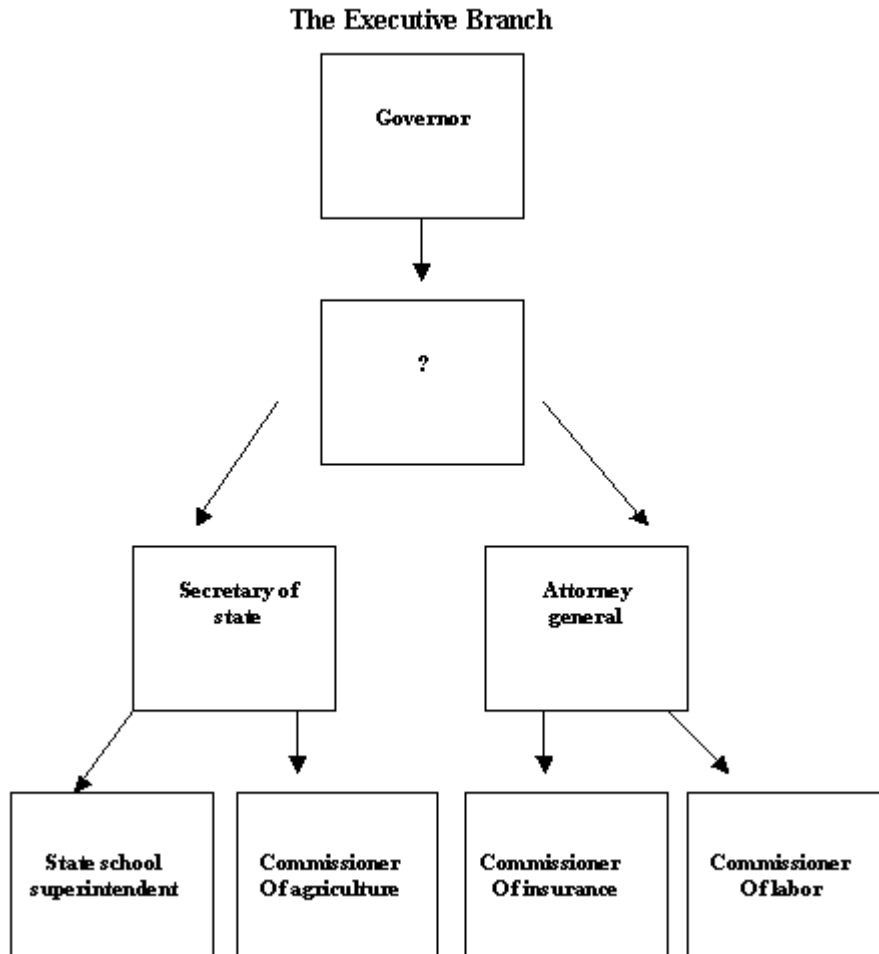 The Executive Branch
Governor
?
Secretary of
state
Attorney
general
State school
superintendent
Commissioner
Of agriculture
Commissioner
Of insurance
Commissioner
Of labor